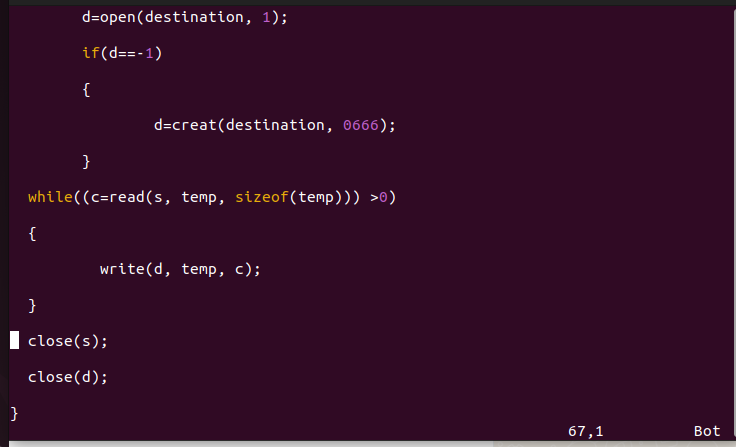 d=open(destination, 1);
if(d==-1)
{
d=creat(destination, 0666);
}
while((c=read(s, temp, sizeof(temp))) >0)
{
write(d, temp, c);
}
close(s);
close(d);
}
67,1 Bot